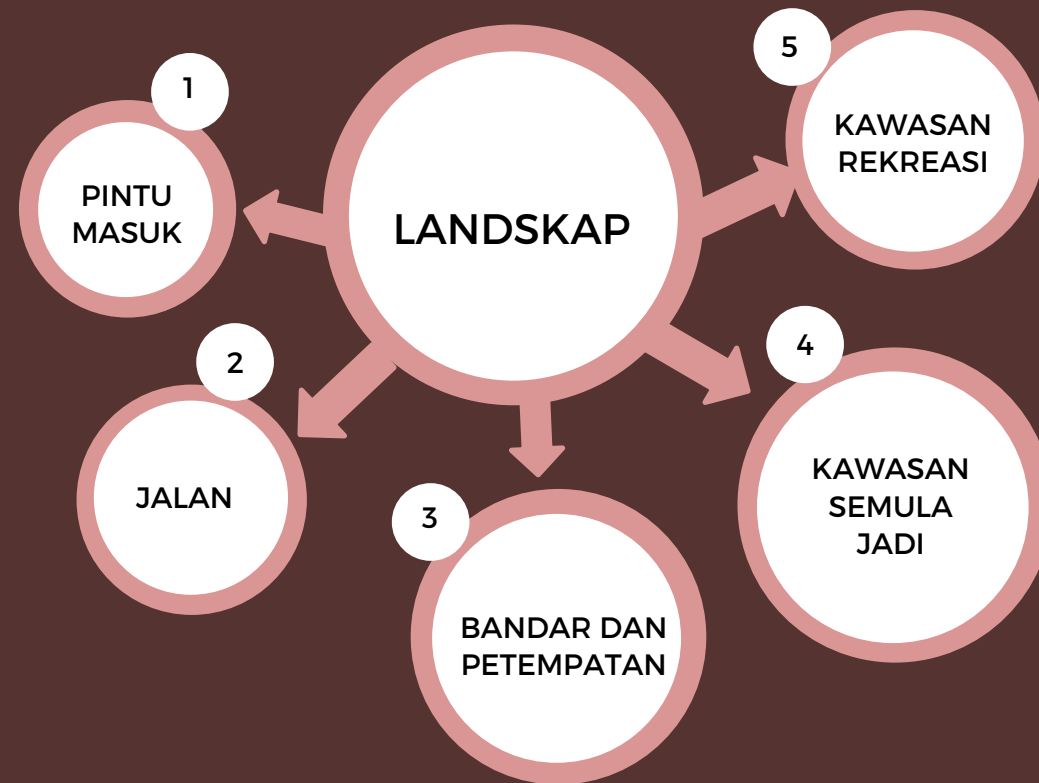 LANDSKAP
1
PINTU
MASUK
2
JALAN
3
BANDAR DAN
PETEMPATAN
4
KAWASAN
SEMULA
JADI
5
KAWASAN
REKREASI